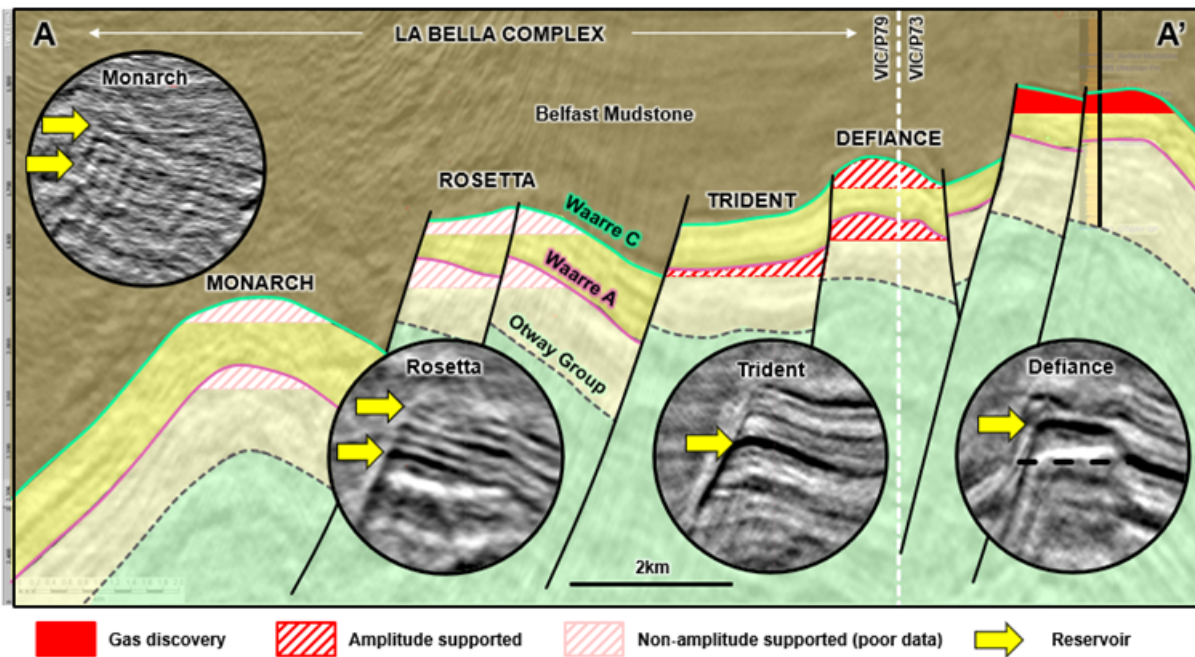 A
LA BELLA COMPLEX
VIC/P79
VIC/P73
A'
Monarch
Belfast Mudstone
DEFIANCE
ROSETTA
TRIDENT
Waarre C
MONARCH
Waarre A
Otway Group
Rosetta
Trident
Defiance
2km
Gas discovery
Amplitude supported
Non-amplitude supported (poor data)
Reservoir